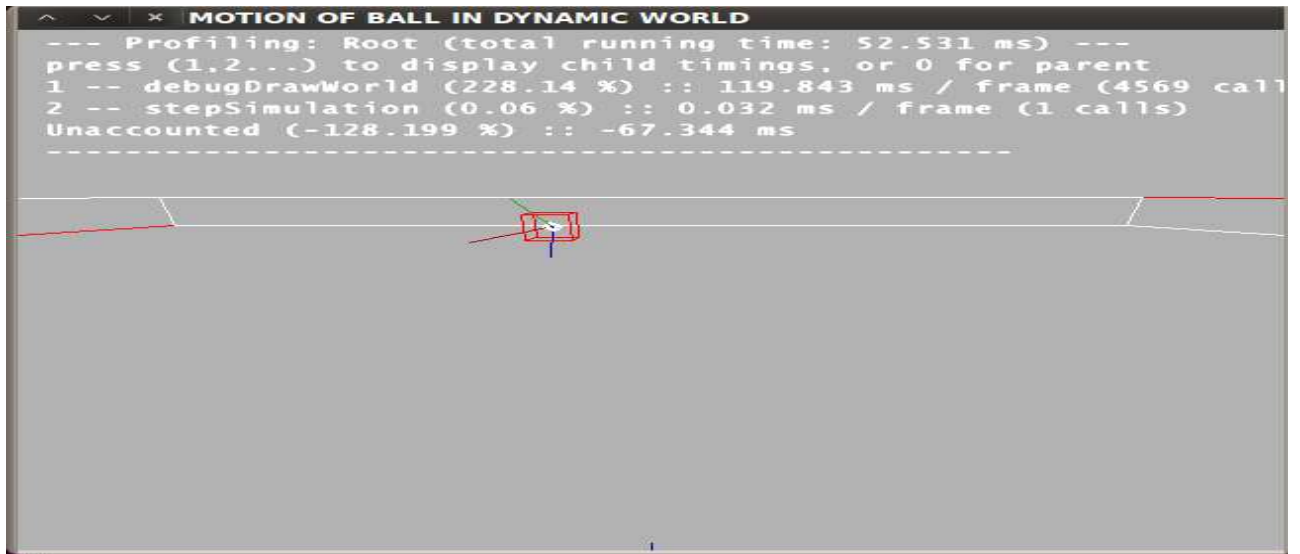 MOTION OF BALL IN DYNAMIC WORLD
--- Profiling: Root (total running time: 52.531 ms) ---
press (1,2...) to display child timings, or 0 for parent
1 -- debugDrawWorld (228.14 %) :: 119.843 ms / frame (4569 call
2 -- stepSimulation (0.06 %) :: 0.032 ms / frame (1 calls)
Unaccounted (-128.199 %) :: -67.344 ms
-------------------------------------------------